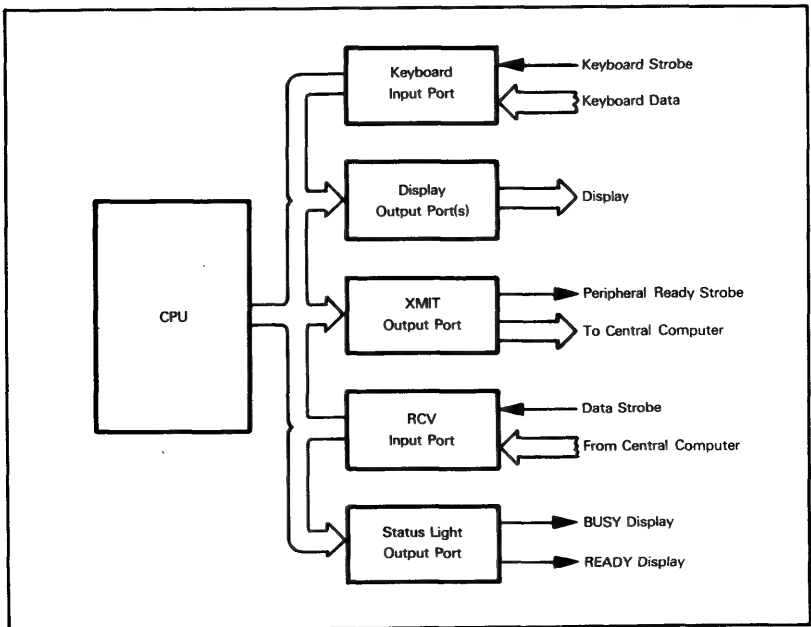 Keyboard
Input Port
Keyboard Strobe
Keyboard Data
Display
Output Port(s)
Display
CPU
XMIT
Output Port
Peripheral Ready Strobe
To Central Computer
RCV
Input Port
Data Strobe
From Central Computer
Status Light
Output Port
BUSY Display
READY Display